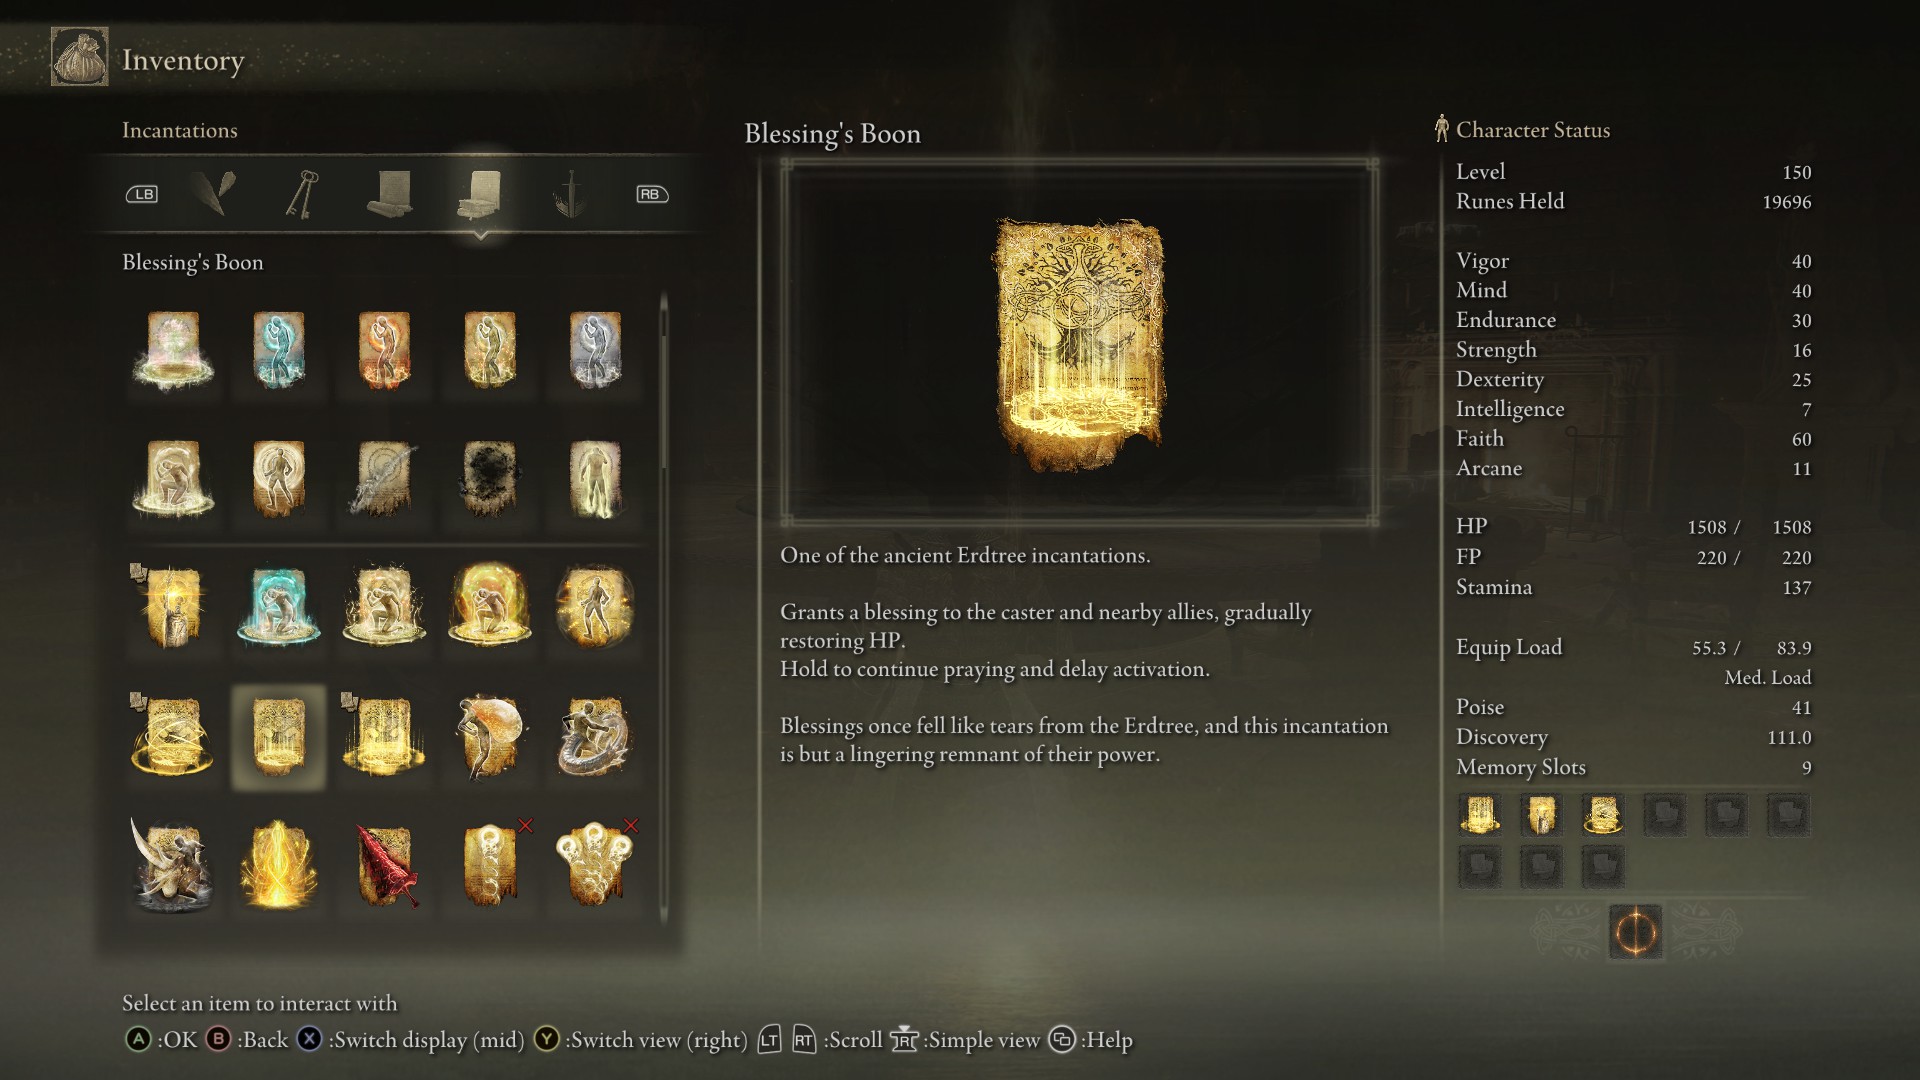 Inventory
Incantations
LB
RB
Blessing's Boon
Blessing's Boon
One of the ancient Erdtree incantations.
Grants a blessing to the caster and nearby allies, gradually
restoring HP.
Hold to continue praying and delay activation.
Blessings once fell like tears from the Erdtree, and this incantation
is but a lingering remnant of their power.
Character Status
Level 150
Runes Held 19696
Vigor 40
Mind 40
Endurance 30
Strength 16
Dexterity 25
Intelligence 7
Faith 60
Arcane 11
HP 1508 / 1508
FP 220 / 220
Stamina 137
Equip Load 55.3 / 83.9
Med. Load
Poise 41
Discovery 111.0
Memory Slots 9
Select an item to interact with
A :OK B :Back X :Switch display (mid) Y :Switch view (right) LT RT :Scroll R :Simple view :Help